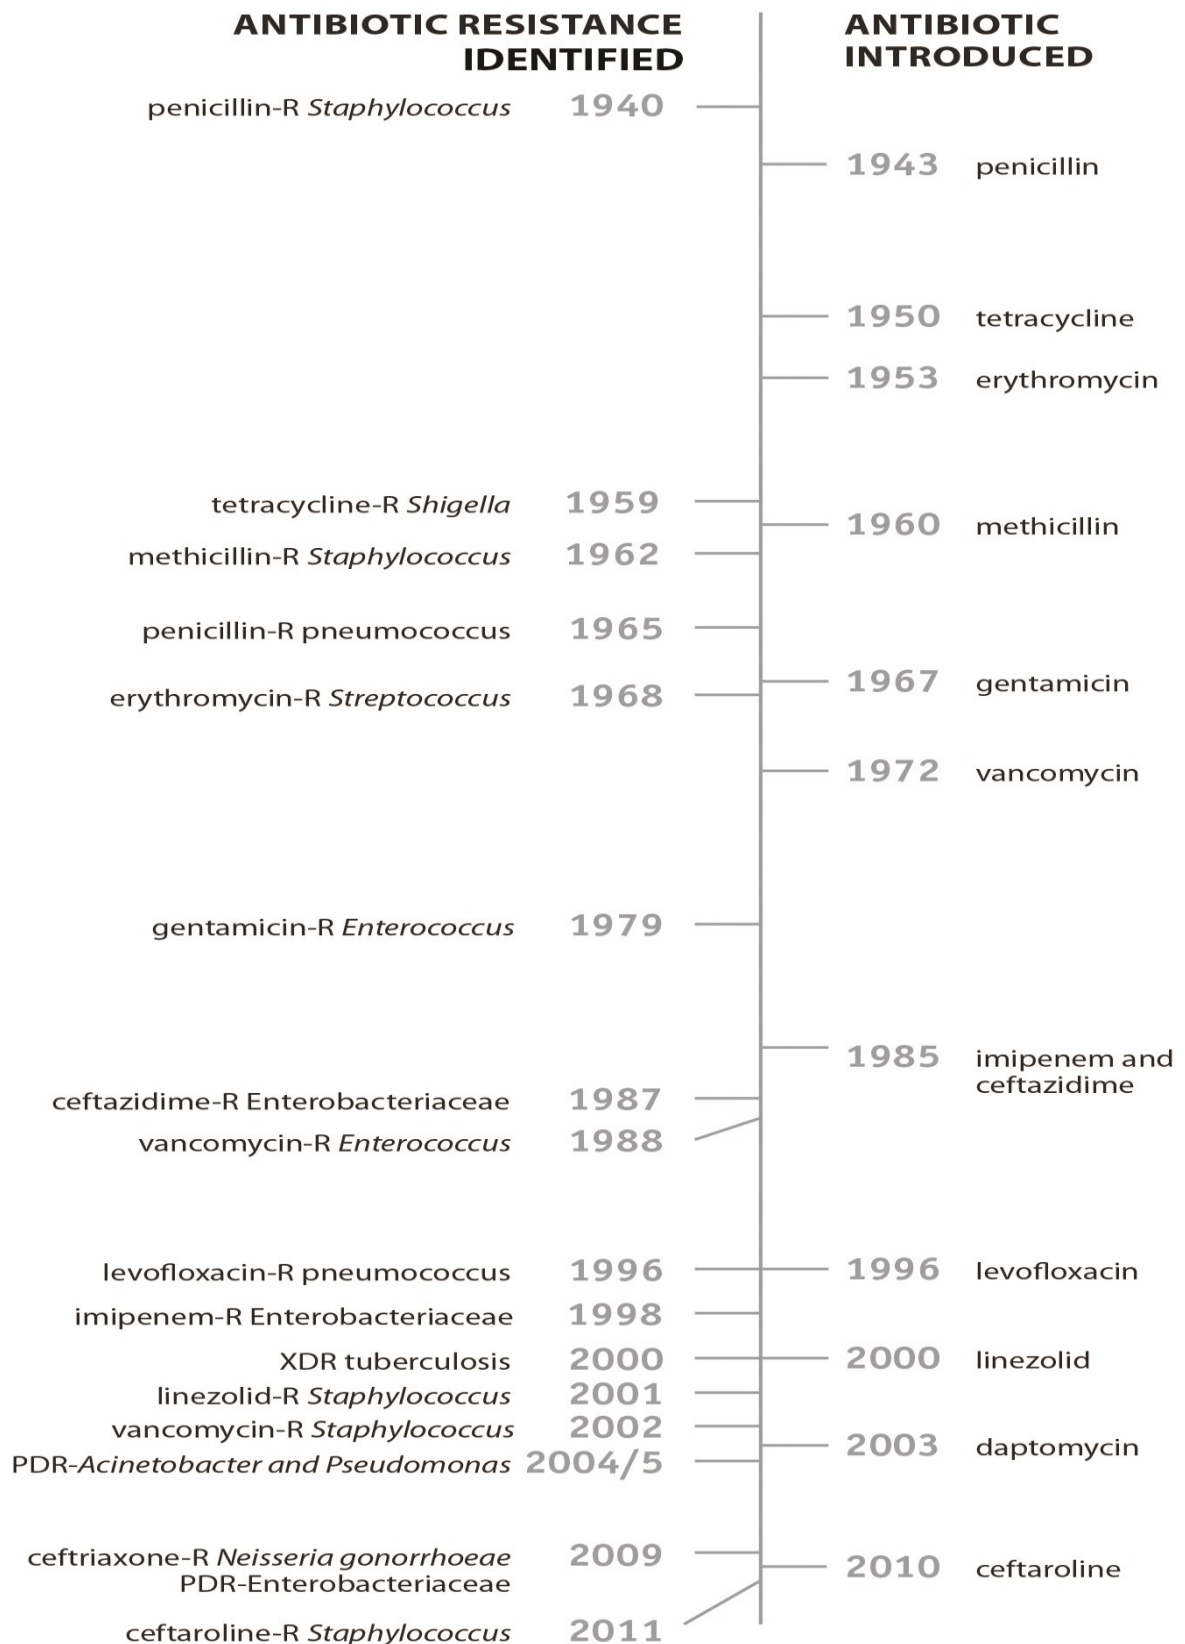 ANTIBIOTIC RESISTANCE
IDENTIFIED
ANTIBIOTIC
INTRODUCED
penicillin-R Staphylococcus 1940
1943 penicillin
1950 tetracycline
1953 erythromycin
tetracycline-R Shigella 1959
1960 methicillin
methicillin-R Staphylococcus 1962
penicillin-R pneumococcus 1965
1967 gentamicin
erythromycin-R Streptococcus 1968
1972 vancomycin
gentamicin-R Enterococcus 1979
1985 imipenem and
ceftazidime
ceftazidime-R Enterobacteriaceae 1987
vancomycin-R Enterococcus 1988
levofloxacin-R pneumococcus 1996
1996 levofloxacin
imipenem-R Enterobacteriaceae 1998
XDR tuberculosis 2000
2000 linezolid
linezolid-R Staphylococcus 2001
vancomycin-R Staphylococcus 2002
2003 daptomycin
PDR-Acinetobacter and Pseudomonas 2004/5
ceftriaxone-R Neisseria gonorrhoeae 2009
PDR-Enterobacteriaceae
2010 ceftaroline
ceftaroline-R Staphylococcus 2011